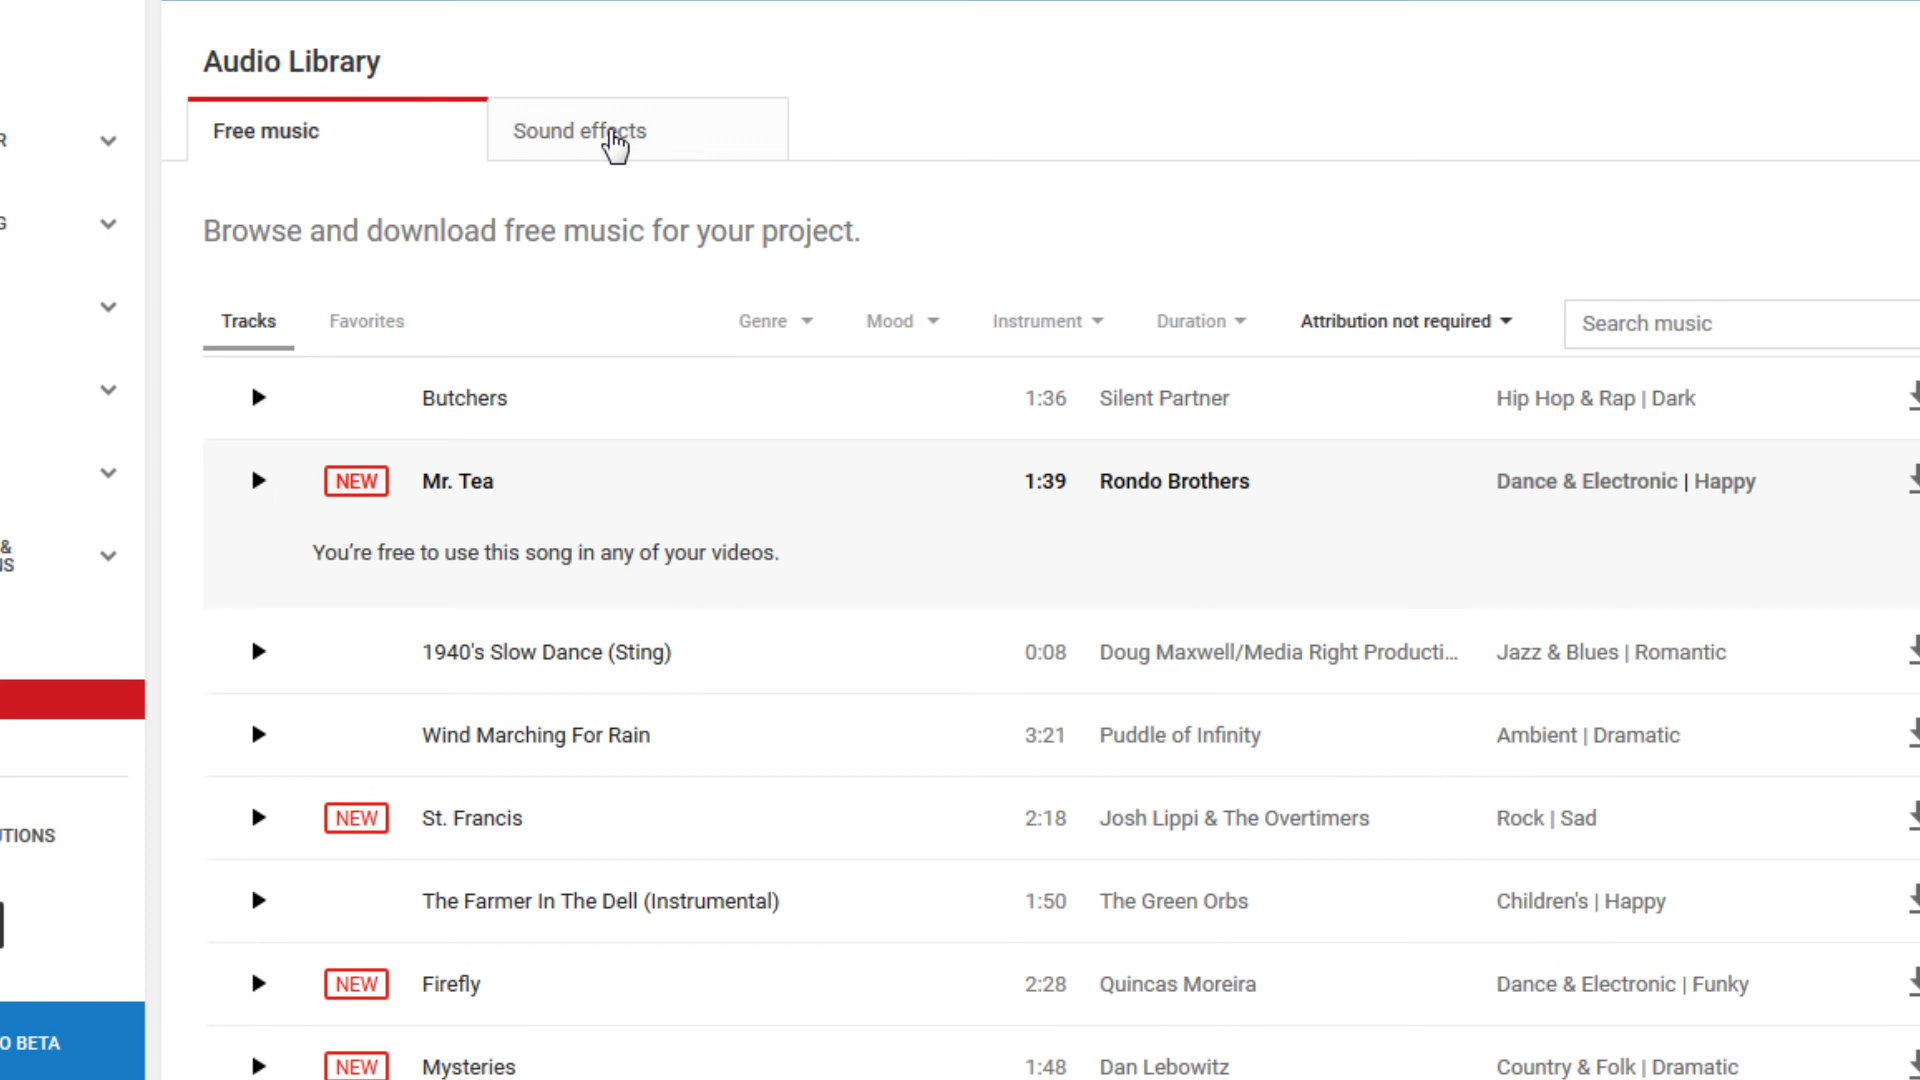 Audio Library
Free music
Sound effects
Browse and download free music for your project.
Tracks Favorites Genre Mood Instrument Duration Attribution not required Search music
Butchers 1:36 Silent Partner Hip Hop & Rap | Dark
NEW Mr. Tea 1:39 Rondo Brothers Dance & Electronic | Happy
You’re free to use this song in any of your videos.
1940's Slow Dance (Sting) 0:08 Doug Maxwell/Media Right Producti... Jazz & Blues | Romantic
Wind Marching For Rain 3:21 Puddle of Infinity Ambient | Dramatic
NEW St. Francis 2:18 Josh Lippi & The Overtimers Rock | Sad
The Farmer In The Dell (Instrumental) 1:50 The Green Orbs Children's | Happy
NEW Firefly 2:28 Quincas Moreira Dance & Electronic | Funky
NEW Mysteries 1:48 Dan Lebowitz Country & Folk | Dramatic
R
G
&
NS
UTIONS
O BETA